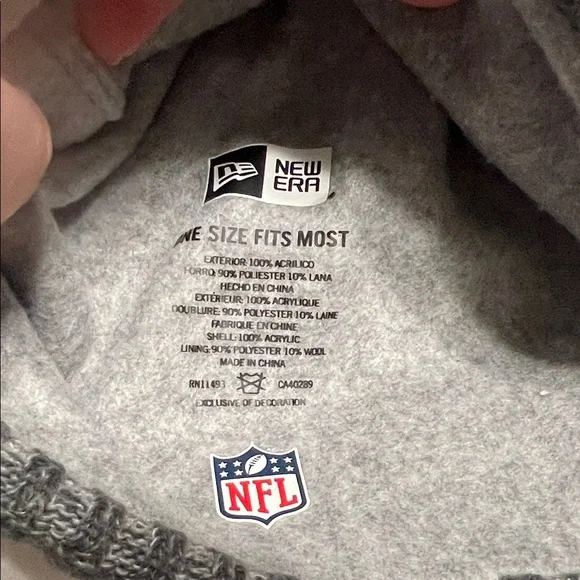 NEW
ERA
NE SIZE FITS MOST
EXTERIOR: 100% ACRILICO
FORRO: 90% POLIESTER 10% LANA
HECHO EN CHINA
EXTÉRIEUR: 100% ACRYLIQUE
DOUBLURE: 90% POLYESTER 10% LAINE
FABRIQUE EN CHINE
SHELL: 100% ACRYLIC
LINING: 90% POLYESTER 10% WOOL
MADE IN CHINA
RN11493 CA40289
EXCLUSIVE OF DECORATION
NFL